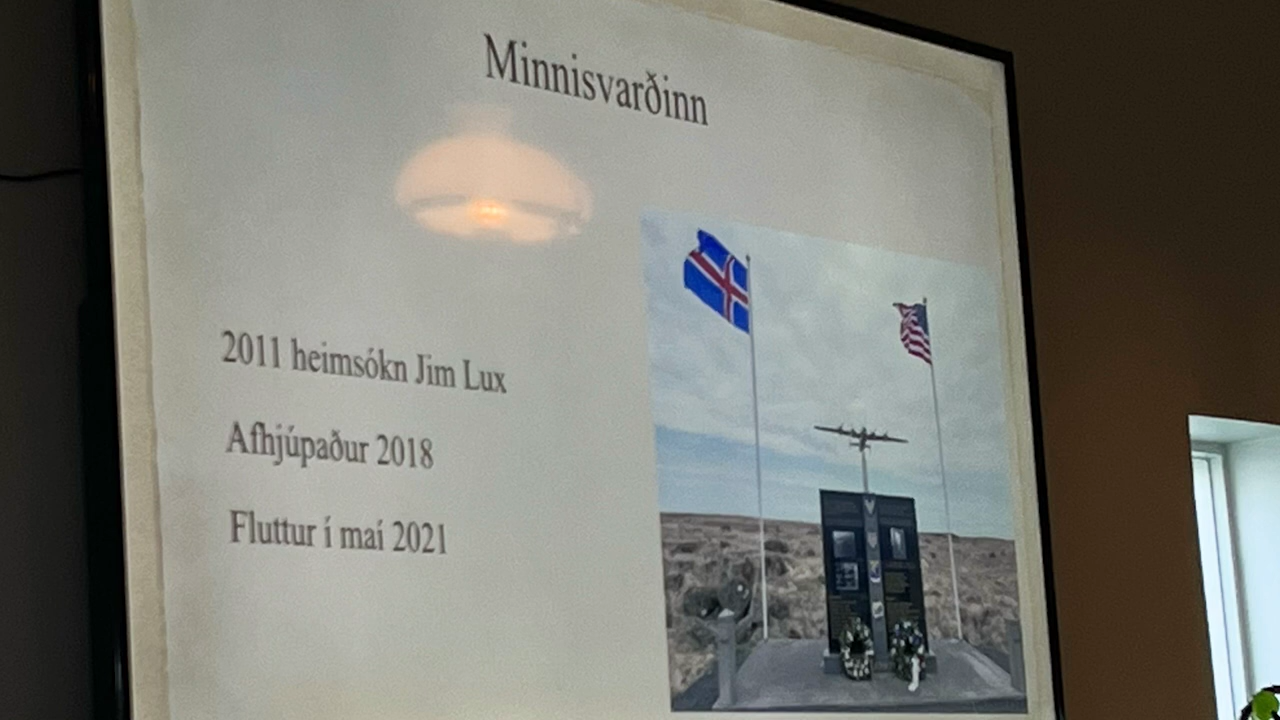 Minnisvarðinn
2011 heimsókn Jim Lux
Afhjúpaður 2018
Fluttur í maí 2021